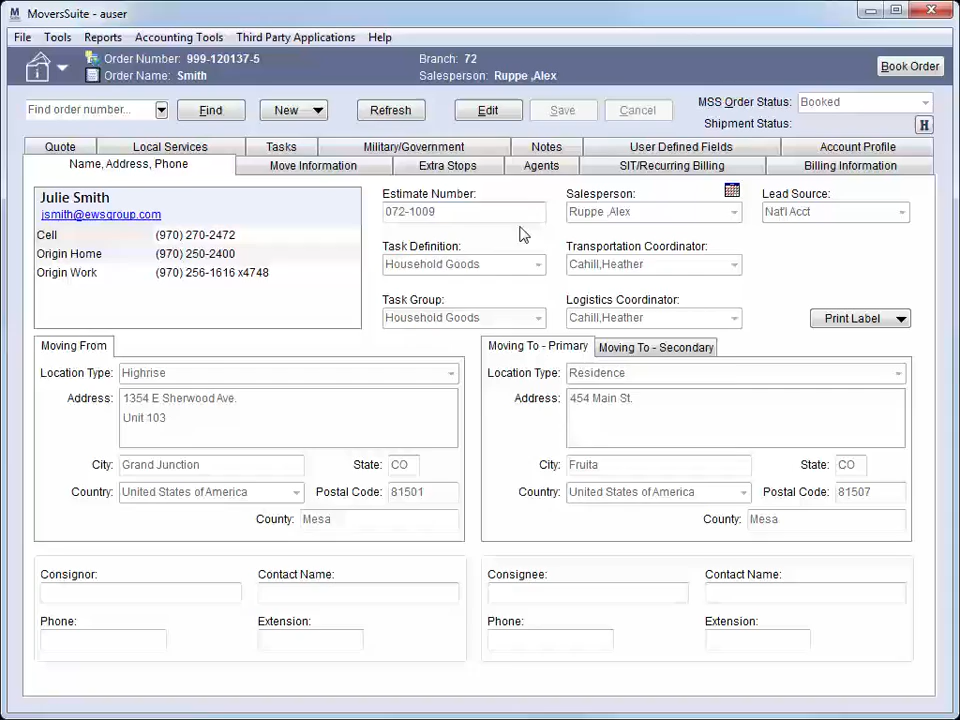 MoversSuite - auser
File Tools Reports Accounting Tools Third Party Applications Help
Order Number: 999-120137-5
Order Name: Smith
Branch: 72
Salesperson: Ruppe ,Alex
Book Order
Find order number... Find New Refresh Edit Save Cancel
MSS Order Status: Booked
Shipment Status: H
Quote Local Services Tasks Military/Government Notes User Defined Fields Account Profile
Name, Address, Phone Move Information Extra Stops Agents SIT/Recurring Billing Billing Information
Julie Smith
jsmith@ewsgroup.com
Cell (970) 270-2472
Origin Home (970) 250-2400
Origin Work (970) 256-1616 x4748
Estimate Number: Salesperson: Lead Source:
072-1009 Ruppe ,Alex Nat'l Acct
Task Definition: Transportation Coordinator:
Household Goods Cahill,Heather
Task Group: Logistics Coordinator:
Household Goods Cahill,Heather
Print Label
Moving From
Location Type: Highrise
Address: 1354 E Sherwood Ave.
Unit 103
City: Grand Junction State: CO
Country: United States of America Postal Code: 81501
County: Mesa
Moving To - Primary Moving To - Secondary
Location Type: Residence
Address: 454 Main St.
City: Fruita State: CO
Country: United States of America Postal Code: 81507
County: Mesa
Consignor: Contact Name:
Phone: Extension:
Consignee: Contact Name:
Phone: Extension: